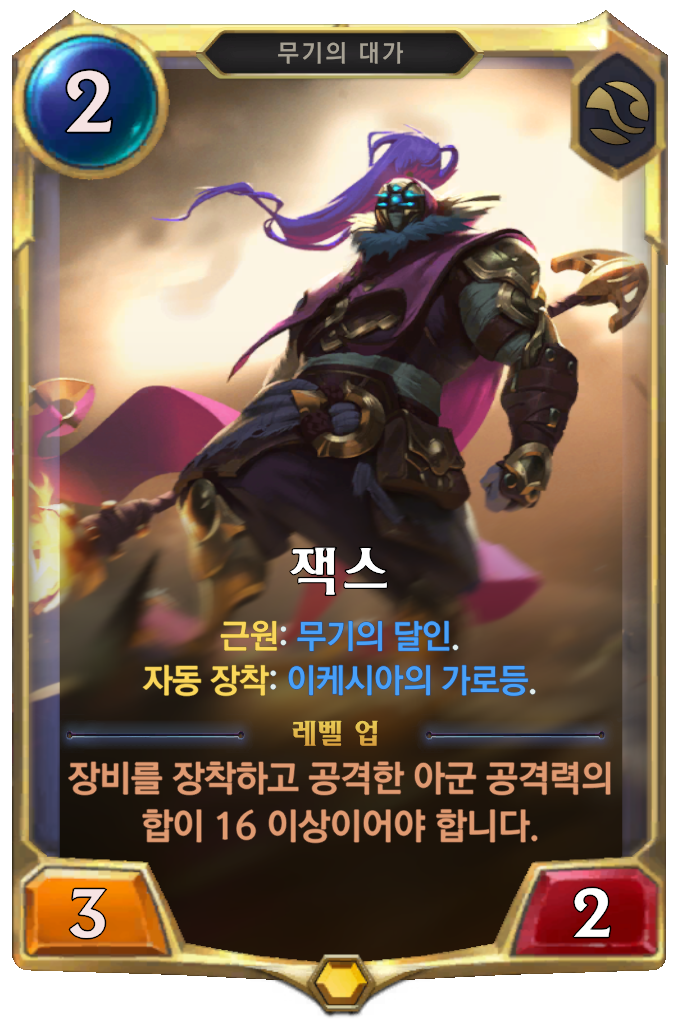 무기의 대가
2
잭스
근원: 무기의 달인.
자동 장착: 이케시아의 가로등.
레벨 업
장비를 장착하고 공격한 아군 공격력의
합이 16 이상이어야 합니다.
3
2